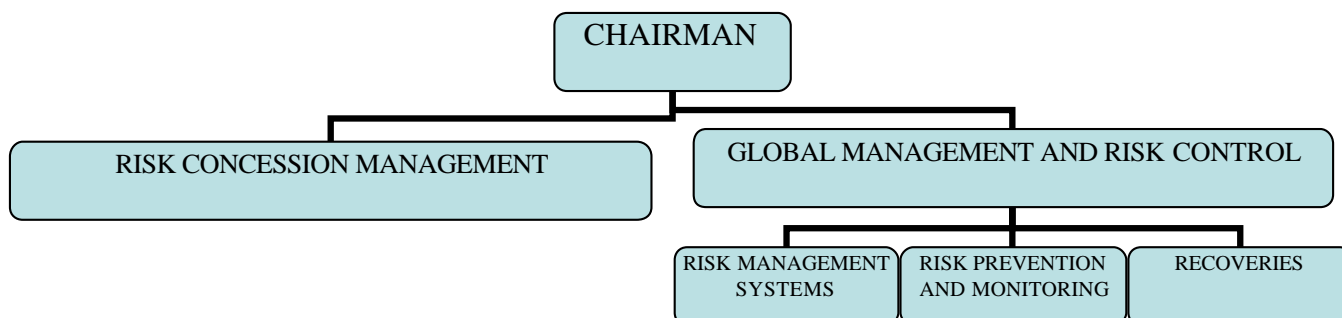 CHAIRMAN
RISK CONCESSION MANAGEMENT
GLOBAL MANAGEMENT AND RISK CONTROL
RISK MANAGEMENT
SYSTEMS
RISK PREVENTION
AND MONITORING
RECOVERIES